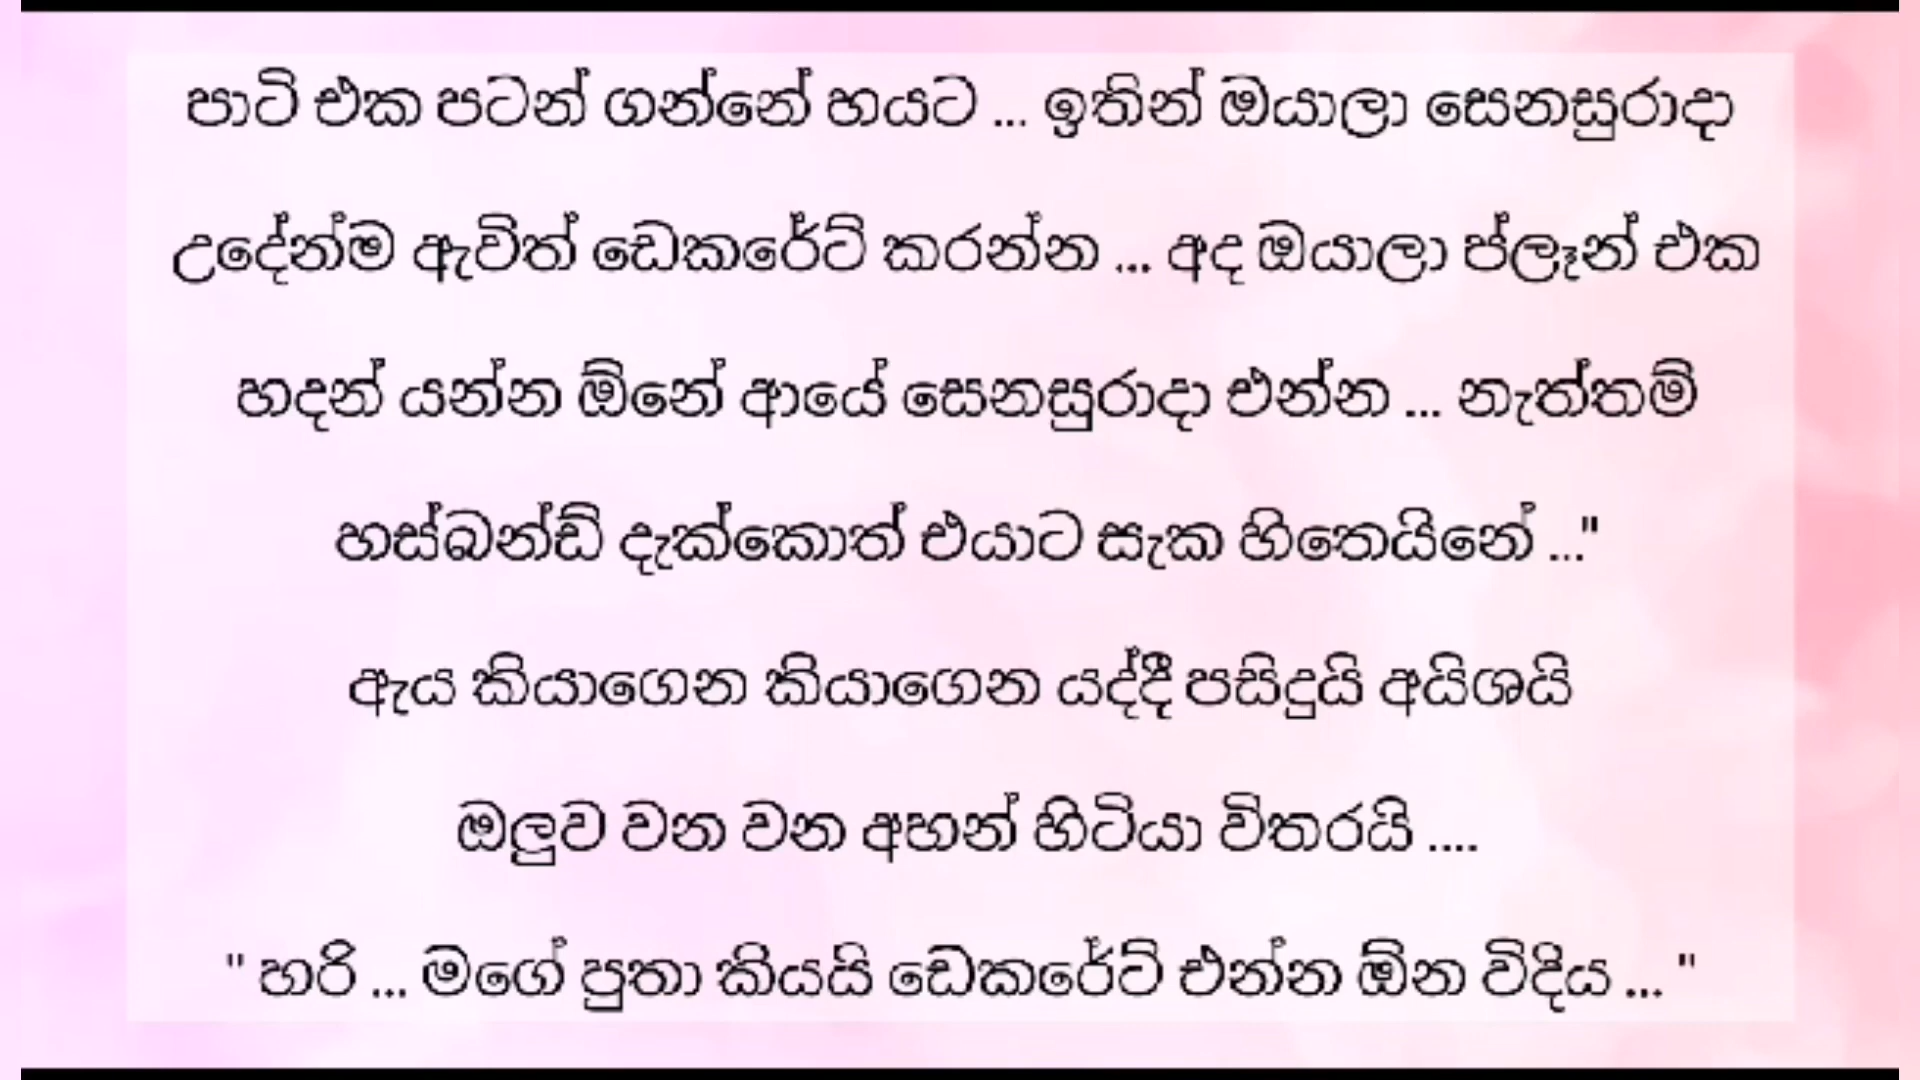 පාටි එක පටන් ගන්නේ හයට ... ඉතින් ඔයාලා සෙනසුරාදා
උදේන්ම ඇවිත් ඩෙකරේට් කරන්න ... අද ඔයාලා ප්ලෑන් එක
හදන් යන්න ඕනේ ආයේ සෙනසුරාදා එන්න ... නැත්තම්
හස්බන්ඩ් දැක්කොත් එයාට සැක හිතෙයිනේ ..."
ඇය කියාගෙන කියාගෙන යද්දී පසිදුයි අයිශයි
ඔලුව වන වන අහන් හිටියා විතරයි ....
" හරි ... මගේ පුතා කියයි ඩෙකරේට් එන්න ඕන විදිය ... "